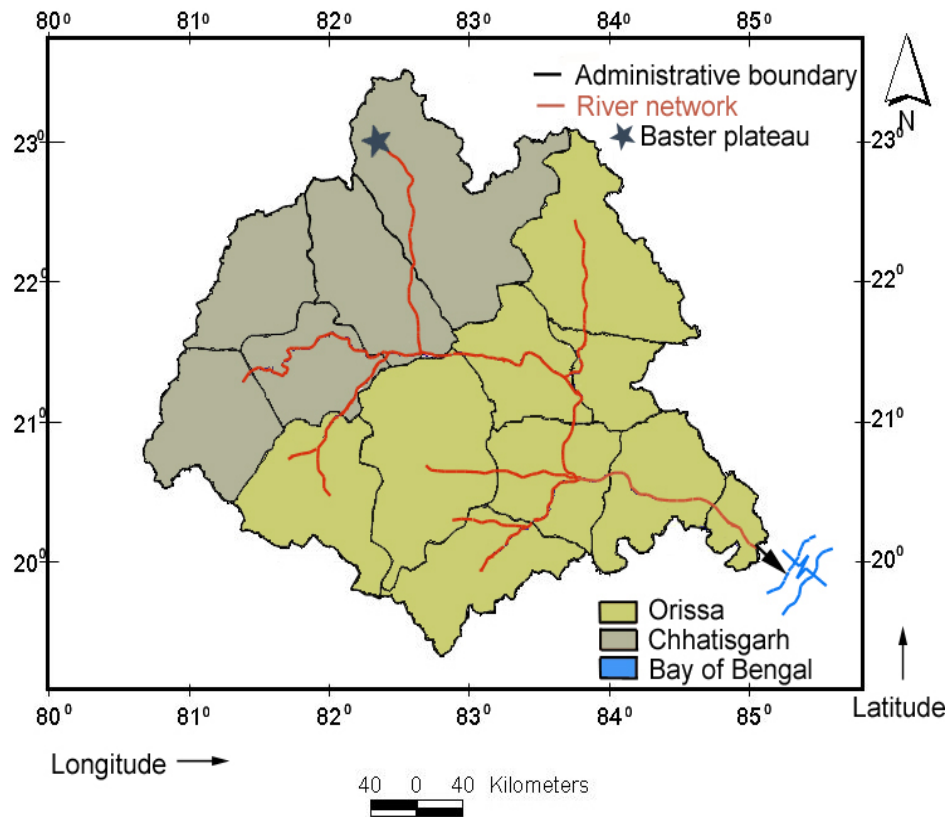 80⁰ 81⁰ 82⁰ 83⁰ 84⁰ 85⁰
Administrative boundary
River network
Baster plateau
N
23⁰ 23⁰
22⁰ 22⁰
21⁰ 21⁰
20⁰ 20⁰
Orissa
Chhatisgarh
Bay of Bengal
80⁰ 81⁰ 82⁰ 83⁰ 84⁰ 85⁰
Latitude
Longitude
40 0 40 Kilometers